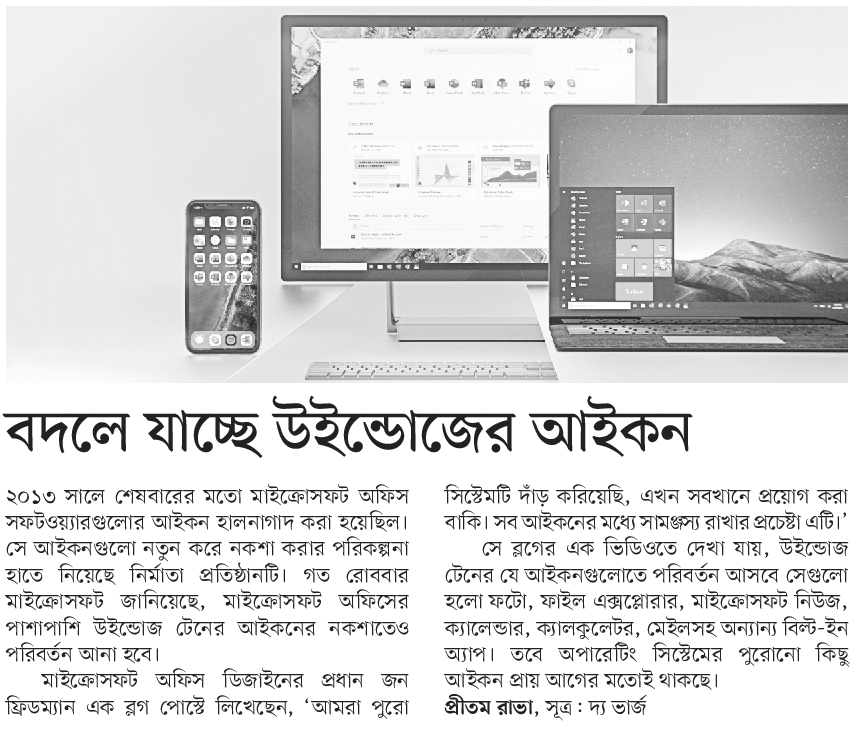 বদলে যাচ্ছে উইন্ডোজের আইকন
২০১৩ সালে শেষবারের মতো মাইক্রোসফট অফিস
সফটওয়্যারগুলোর আইকন হালনাগাদ করা হয়েছিল।
সে আইকনগুলো নতুন করে নকশা করার পরিকল্পনা
হাতে নিয়েছে নির্মাতা প্রতিষ্ঠানটি। গত রোববার
মাইক্রোসফট জানিয়েছে, মাইক্রোসফট অফিসের
পাশাপাশি উইন্ডোজ টেনের আইকনের নকশাতেও
পরিবর্তন আনা হবে।
মাইক্রোসফট অফিস ডিজাইনের প্রধান জন
ফ্রিডম্যান এক ব্লগ পোস্টে লিখেছেন, ‘আমরা পুরো
সিস্টেমটি দাঁড় করিয়েছি, এখন সবখানে প্রয়োগ করা
বাকি। সব আইকনের মধ্যে সামঞ্জস্য রাখার প্রচেষ্টা এটি।’
সে ব্লগের এক ভিডিওতে দেখা যায়, উইন্ডোজ
টেনের যে আইকনগুলোতে পরিবর্তন আসবে সেগুলো
হলো ফটো, ফাইল এক্সপ্লোরার, মাইক্রোসফট নিউজ,
ক্যালেন্ডার, ক্যালকুলেটর, মেইলসহ অন্যান্য বিল্ট-ইন
অ্যাপ। তবে অপারেটিং সিস্টেমের পুরোনো কিছু
আইকন প্রায় আগের মতোই থাকছে।
প্রীতম রাভা, সূত্র : দ্য ভার্জ